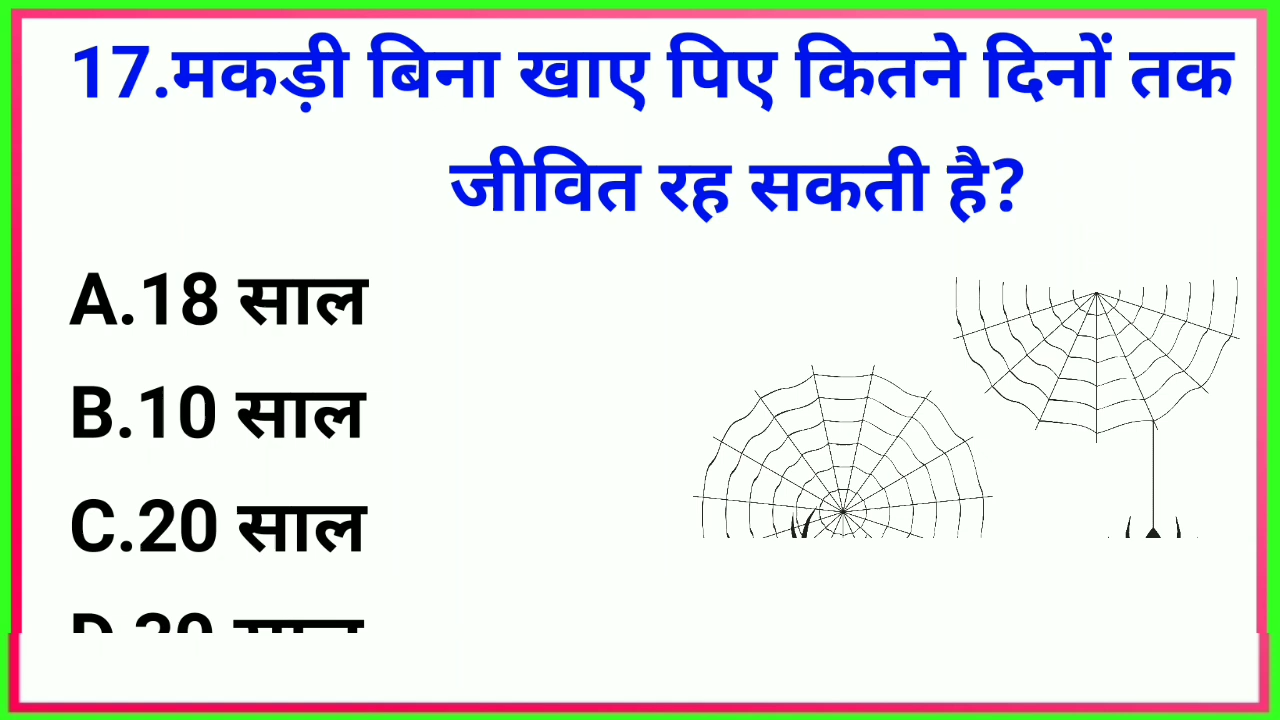 17.मकड़ी बिना खाए पिए कितने दिनों तक
जीवित रह सकती है?
A.18 साल
B.10 साल
C.20 साल